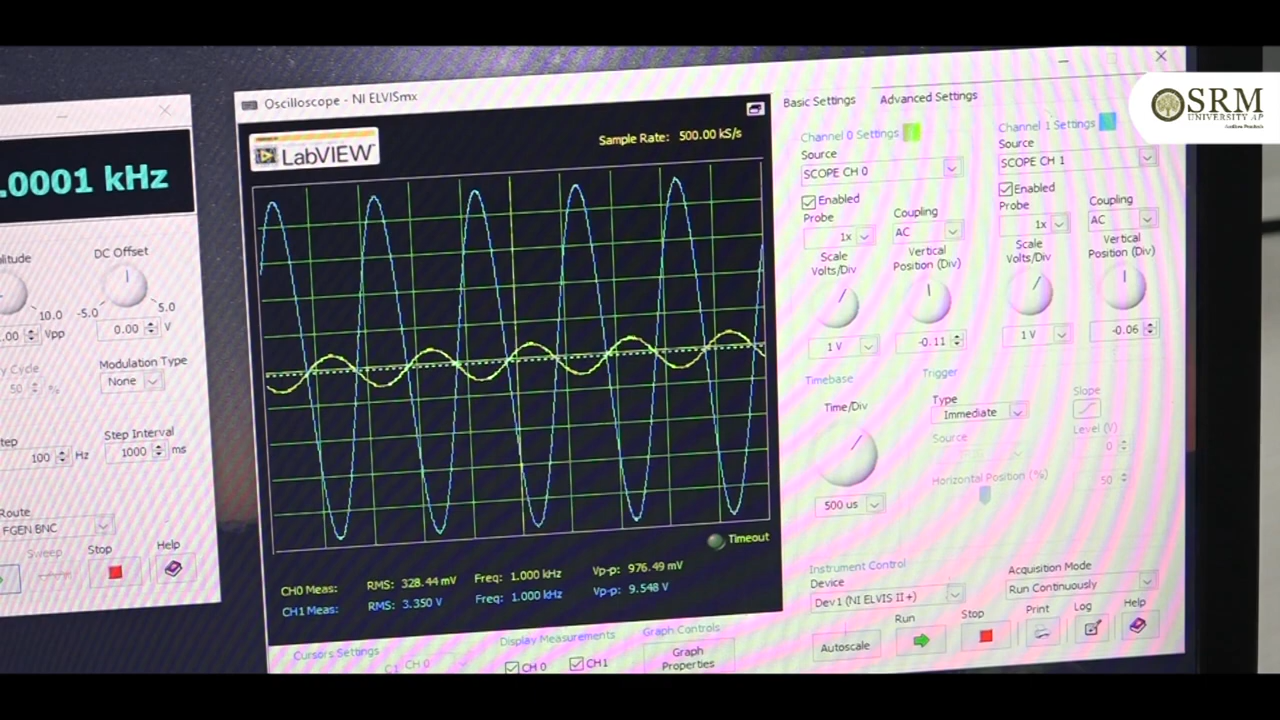 Oscilloscope - NI ELVISmx
LabVIEW
Sample Rate: 500.00 kS/s
Timeout
CH0 Meas: RMS: 328.44 mV Freq: 1.000 kHz Vp-p: 976.49 mV
CH1 Meas: RMS: 3.350 V Freq: 1.000 kHz Vp-p: 9.548 V
Cursors Settings
C1 CH 0
Display Measurements
CH 0
CH1
Graph Controls
Graph
Properties
Basic Settings
Advanced Settings
Channel 0 Settings
Source
SCOPE CH 0
Enabled
Probe
1x
Coupling
AC
Scale
Volts/Div
Vertical
Position (Div)
1 V
-0.11
Channel 1 Settings
Source
SCOPE CH 1
Enabled
Probe
1x
Coupling
AC
Scale
Volts/Div
Vertical
Position (Div)
1 V
-0.06
Timebase
Time/Div
500 us
Trigger
Type
Immediate
Slope
Source
Level (V)
0
Horizontal Position (%)
50
Instrument Control
Device
Dev1 (NI ELVIS II+)
Acquisition Mode
Run Continuously
Autoscale
Run
Stop
Print
Log
Help
.0001 kHz
plitude
10.0
.00 Vpp
DC Offset
-5.0
5.0
0.00 V
y Cycle
50 %
Modulation Type
None
tep
100 Hz
Step Interval
1000 ms
Route
FGEN BNC
Sweep
Stop
Help
SRM
UNIVERSITY AP
Andhra Pradesh